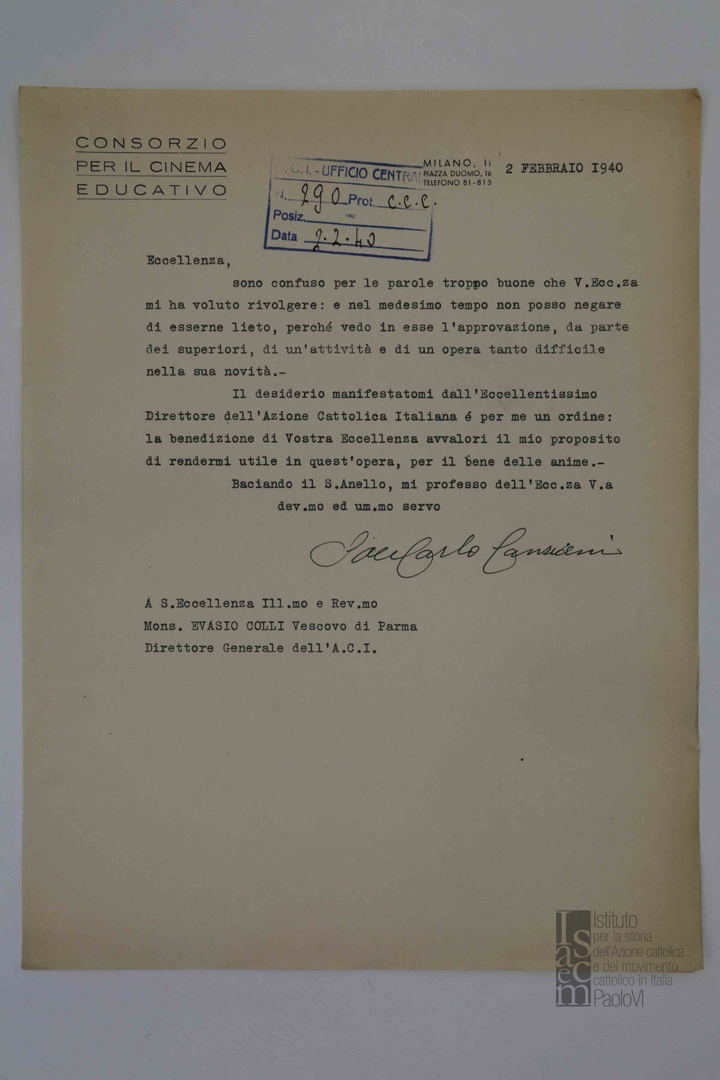 CONSORZIO
PER IL CINEMA
EDUCATIVO
MILANO, li
PIAZZA DUOMO, 16
TELEFONO 81-813
2 FEBBRAIO 1940
.C.I. - UFFICIO CENTRAL
N. 290 Prot. C.C.E.
Posiz.
Data 9.2.40
Eccellenza,
sono confuso per le parole troppo buone che V.Ecc.za
mi ha voluto rivolgere: e nel medesimo tempo non posso negare
di esserne lieto, perché vedo in esse l'approvazione, da parte
dei superiori, di un'attività e di un opera tanto difficile
nella sua novità.-
Il desiderio manifestatomi dall'Eccellentissimo
Direttore dell'Azione Cattolica Italiana é per me un ordine:
la benedizione di Vostra Eccellenza avvalori il mio proposito
di rendermi utile in quest'opera, per il bene delle anime.-
Baciando il S.Anello, mi professo dell'Ecc.za V.a
dev.mo ed um.mo servo
Carlo Canziani
A S.Eccellenza Ill.mo e Rev.mo
Mons. EVASIO COLLI Vescovo di Parma
Direttore Generale dell'A.C.I.
Isacem
Istituto
per la storia
dell'Azione cattolica
e del movimento
cattolico in Italia
PaoloVI